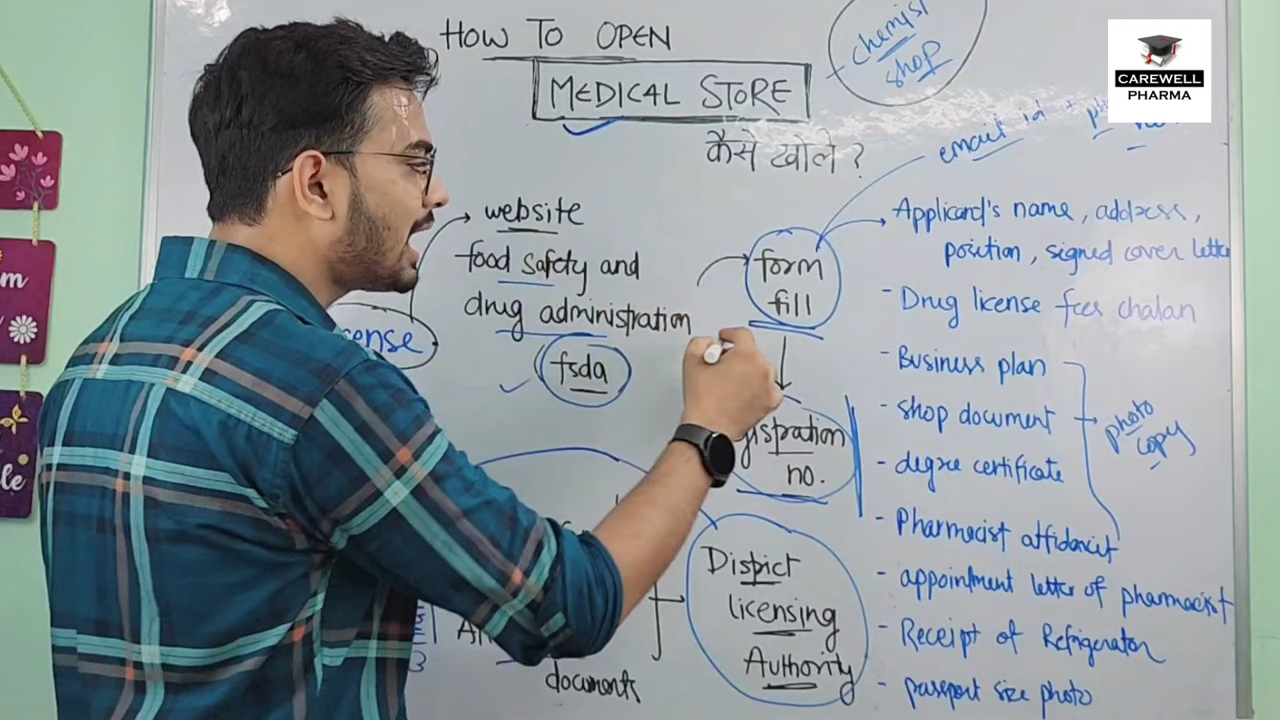 HOW TO OPEN
MEDICAL STORE
कैसे खोले ?
chemist
shop
CAREWELL
PHARMA
email id +
website
food safety and
drug administration
fsda
form
fill
no.
District
licensing
Authority
documents
Applicant's name, address,
position, signed cover letter
- Drug license fees chalan
- Business plan
- shop document
- degree certificate
- Pharmacist affidavit
- appointment letter of pharmacist
- Receipt of Refrigerator
- passport size photo
photo
copy